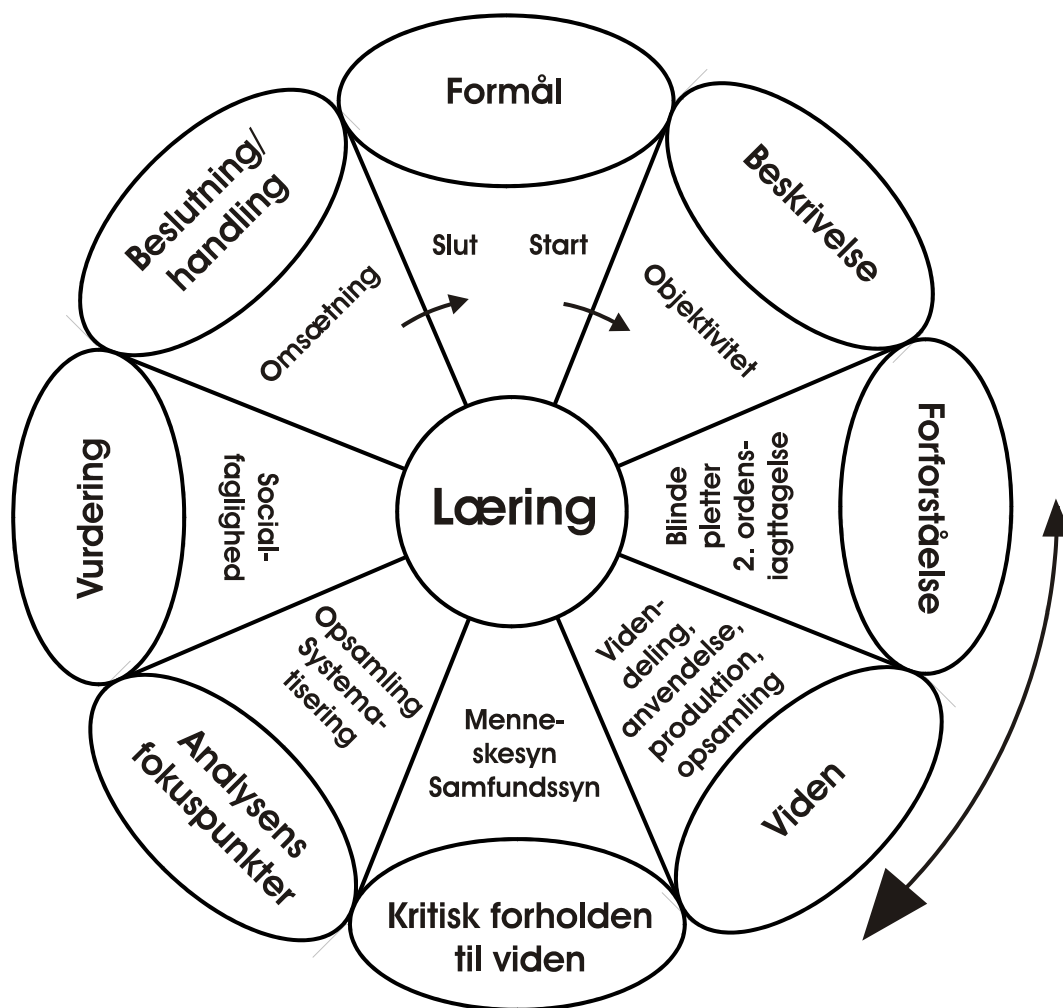 Formål
Slut
Start
Beskrivelse
Objektivitet
Forforståelse
Blinde
pletter
2. ordens-
iagttagelse
Viden
Viden-
deling,
anvendelse,
produktion,
opsamling
Kritisk forholden
til viden
Menne-
skesyn
Samfundssyn
Analysens
fokuspunkter
Opsamling
Systema-
tisering
Vurdering
Social-
faglighed
Beslutning/
handling
Omsætning
Læring